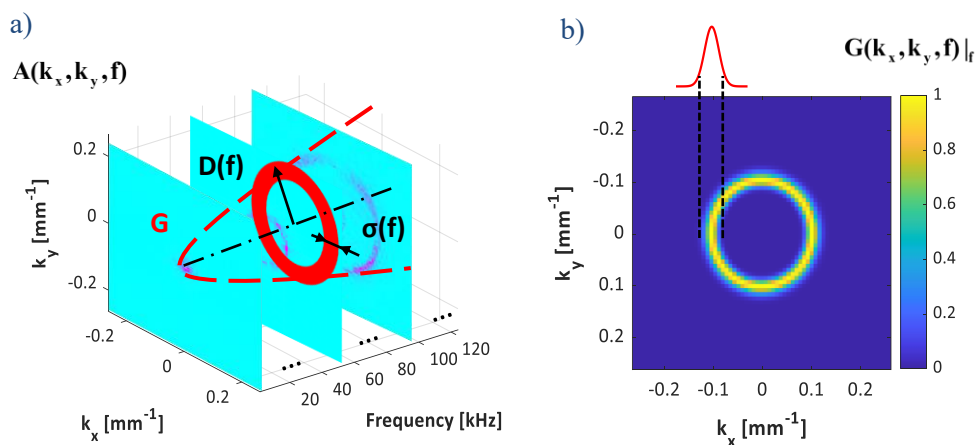 a)
A(kx,ky,f)
D(f)
G
σ(f)
0.2
0
-0.2
ky [mm-1]
-0.2
0
0.2
kx [mm-1]
20
40
60
80
100
120
...
...
Frequency [kHz]
b)
G(kx,ky,f)|f
-0.2
-0.1
0
0.1
0.2
ky [mm-1]
-0.2
-0.1
0
0.1
0.2
kx [mm-1]
1
0.8
0.6
0.4
0.2
0